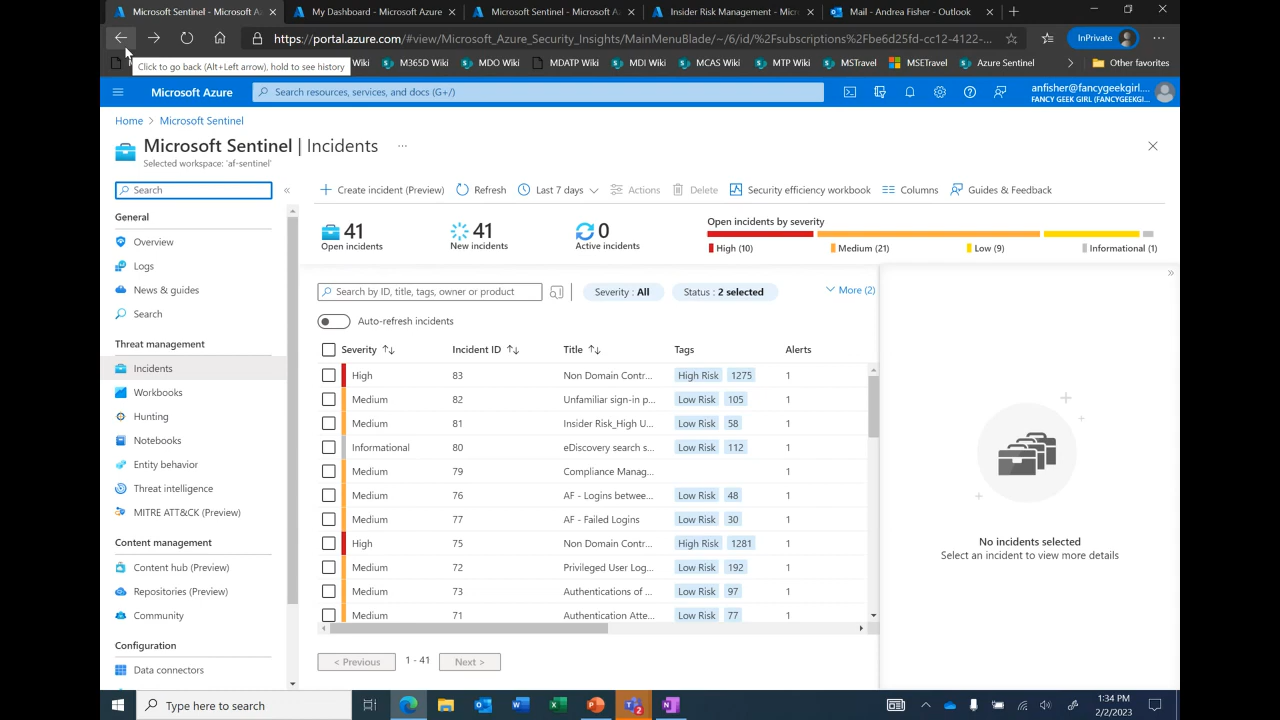 Microsoft Sentinel - Microsoft Az
My Dashboard - Microsoft Azure
Microsoft Sentinel - Microsoft Az
Insider Risk Management - Micros
Mail - Andrea Fisher - Outlook
https://portal.azure.com/#view/Microsoft_Azure_Security_Insights/MainMenuBlade/~/6/id/%2Fsubscriptions%2Fbe6d25fd-cc12-4122-...
InPrivate
Click to go back (Alt+Left arrow), hold to see history
Wiki
M365D Wiki
MDO Wiki
MDATP Wiki
MDI Wiki
MCAS Wiki
MTP Wiki
MSTravel
MSETravel
Azure Sentinel
Other favorites
Microsoft Azure
Search resources, services, and docs (G+/)
anfisher@fancygeekgirl....
FANCY GEEK GIRL (FANCYGEEKGI...
Home > Microsoft Sentinel
Microsoft Sentinel | Incidents ...
Selected workspace: 'af-sentinel'
Search
General
Overview
Logs
News & guides
Search
Threat management
Incidents
Workbooks
Hunting
Notebooks
Entity behavior
Threat intelligence
MITRE ATT&CK (Preview)
Content management
Content hub (Preview)
Repositories (Preview)
Community
Configuration
Data connectors
Create incident (Preview)
Refresh
Last 7 days
Actions
Delete
Security efficiency workbook
Columns
Guides & Feedback
41
Open incidents
41
New incidents
0
Active incidents
Open incidents by severity
High (10)
Medium (21)
Low (9)
Informational (1)
Search by ID, title, tags, owner or product
Severity : All
Status : 2 selected
More (2)
Auto-refresh incidents
Severity Incident ID Title Tags Alerts
High 83 Non Domain Contr... High Risk 1275 1
Medium 82 Unfamiliar sign-in p... Low Risk 105 1
Medium 81 Insider Risk_High U... Low Risk 58 1
Informational 80 eDiscovery search s... Low Risk 112 1
Medium 79 Compliance Manag... 1
Medium 76 AF - Logins betwee... Low Risk 48 1
Medium 77 AF - Failed Logins Low Risk 30 1
High 75 Non Domain Contr... High Risk 1281 1
Medium 72 Privileged User Log... Low Risk 192 1
Medium 73 Authentications of ... Low Risk 97 1
Medium 71 Authentication Atte... Low Risk 77 1
< Previous 1 - 41 Next >
No incidents selected
Select an incident to view more details
Type here to search
2
1:34 PM
2/2/2023